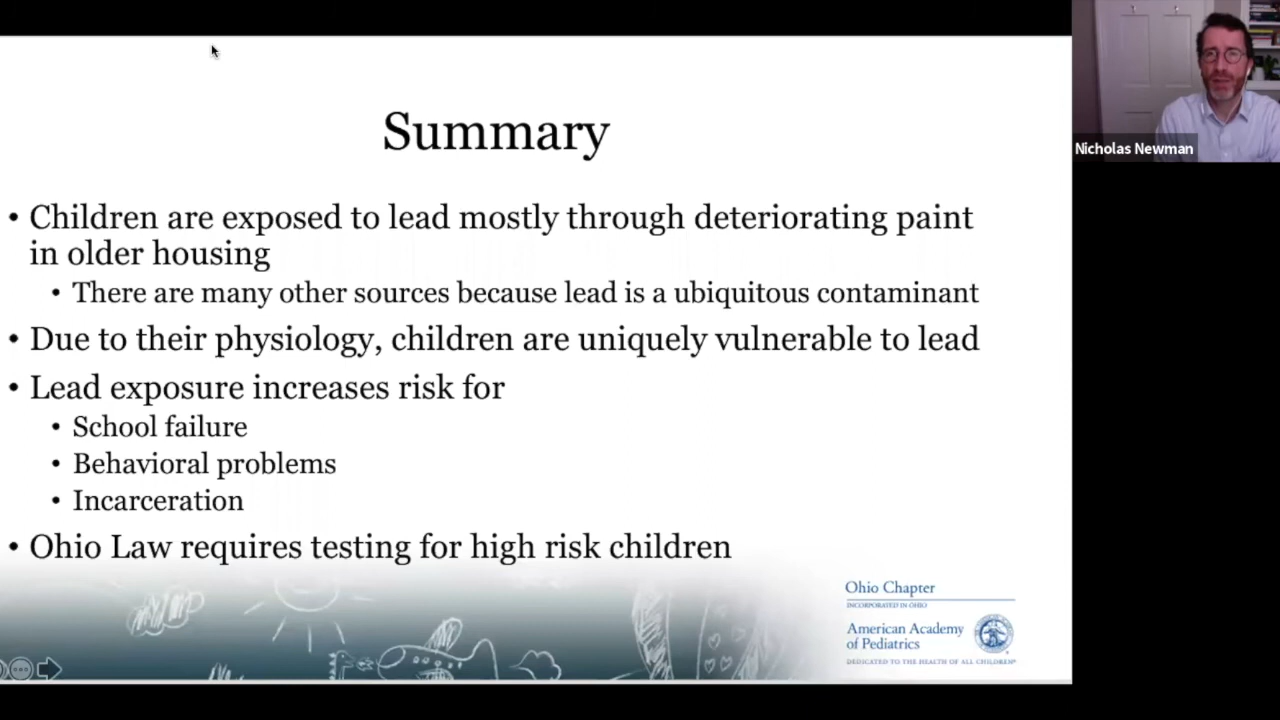 Summary
• Children are exposed to lead mostly through deteriorating paint
in older housing
• There are many other sources because lead is a ubiquitous contaminant
• Due to their physiology, children are uniquely vulnerable to lead
• Lead exposure increases risk for
• School failure
• Behavioral problems
• Incarceration
• Ohio Law requires testing for high risk children
Ohio Chapter
INCORPORATED IN OHIO
American Academy
of Pediatrics
DEDICATED TO THE HEALTH OF ALL CHILDREN®
Nicholas Newman